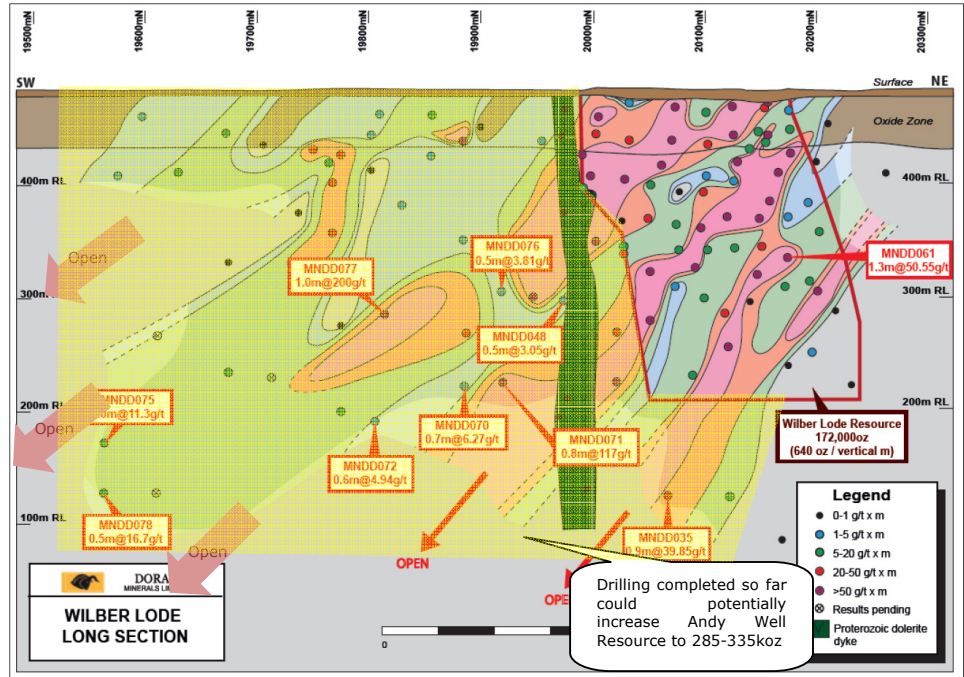 19500mN
19600mN
19700mN
19800mN
19900mN
20000mN
20100mN
20200mN
20300mN
SW
Surface
NE
Oxide Zone
400m RL
400m RL
Open
MNDD076
0.5m@3.81g/t
MNDD061
1.3m@50.55g/t
MNDD077
1.0m@200g/t
300m
300m RL
MNDD048
0.5m@3.05g/t
MNDD075
0m@11.3g/t
200m RL
200m RL
Open
MNDD070
0.7m@6.27g/t
MNDD071
0.8m@117g/t
Wilber Lode Resource
172,000oz
(640 oz / vertical m)
MNDD072
0.6m@4.94g/t
MNDD078
0.5m@16.7g/t
100m RL
MNDD035
0.9m@39.85g/t
Open
OPEN
OPE
Legend
0-1 g/t x m
1-5 g/t x m
5-20 g/t x m
20-50 g/t x m
>50 g/t x m
Results pending
Proterozoic dolerite
dyke
DORA
MINERALS LI
WILBER LODE
LONG SECTION
0
Drilling completed so far
could potentially
increase Andy Well
Resource to 285-335koz